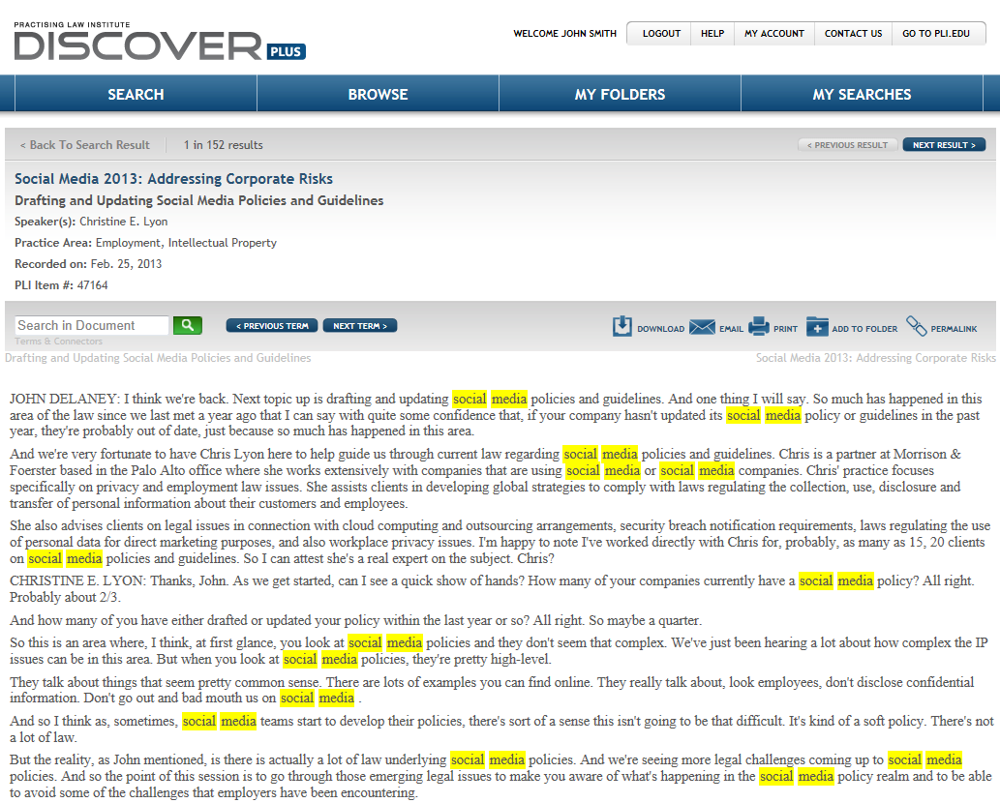 PRACTISING LAW INSTITUTE
DISCOVER PLUS
WELCOME JOHN SMITH LOGOUT HELP MY ACCOUNT CONTACT US GO TO PLI.EDU
SEARCH BROWSE MY FOLDERS MY SEARCHES
< Back To Search Result 1 in 152 results < PREVIOUS RESULT NEXT RESULT >
Social Media 2013: Addressing Corporate Risks
Drafting and Updating Social Media Policies and Guidelines
Speaker(s): Christine E. Lyon
Practice Area: Employment, Intellectual Property
Recorded on: Feb. 25, 2013
PLI Item #: 47164
Search in Document < PREVIOUS TERM NEXT TERM > DOWNLOAD EMAIL PRINT ADD TO FOLDER PERMALINK
Terms & Connectors
Drafting and Updating Social Media Policies and Guidelines Social Media 2013: Addressing Corporate Risks
JOHN DELANEY: I think we're back. Next topic up is drafting and updating social media policies and guidelines. And one thing I will say. So much has happened in this
area of the law since we last met a year ago that I can say with quite some confidence that, if your company hasn't updated its social media policy or guidelines in the past
year, they're probably out of date, just because so much has happened in this area.
And we're very fortunate to have Chris Lyon here to help guide us through current law regarding social media policies and guidelines. Chris is a partner at Morrison &
Foerster based in the Palo Alto office where she works extensively with companies that are using social media or social media companies. Chris' practice focuses
specifically on privacy and employment law issues. She assists clients in developing global strategies to comply with laws regulating the collection, use, disclosure and
transfer of personal information about their customers and employees.
She also advises clients on legal issues in connection with cloud computing and outsourcing arrangements, security breach notification requirements, laws regulating the use
of personal data for direct marketing purposes, and also workplace privacy issues. I'm happy to note I've worked directly with Chris for, probably, as many as 15, 20 clients
on social media policies and guidelines. So I can attest she's a real expert on the subject. Chris?
CHRISTINE E. LYON: Thanks, John. As we get started, can I see a quick show of hands? How many of your companies currently have a social media policy? All right.
Probably about 2/3.
And how many of you have either drafted or updated your policy within the last year or so? All right. So maybe a quarter.
So this is an area where, I think, at first glance, you look at social media policies and they don't seem that complex. We've just been hearing a lot about how complex the IP
issues can be in this area. But when you look at social media policies, they're pretty high-level.
They talk about things that seem pretty common sense. There are lots of examples you can find online. They really talk about, look employees, don't disclose confidential
information. Don't go out and bad mouth us on social media .
And so I think as, sometimes, social media teams start to develop their policies, there's sort of a sense this isn't going to be that difficult. It's kind of a soft policy. There's not
a lot of law.
But the reality, as John mentioned, is there is actually a lot of law underlying social media policies. And we're seeing more legal challenges coming up to social media
policies. And so the point of this session is to go through those emerging legal issues to make you aware of what's happening in the social media policy realm and to be able
to avoid some of the challenges that employers have been encountering.